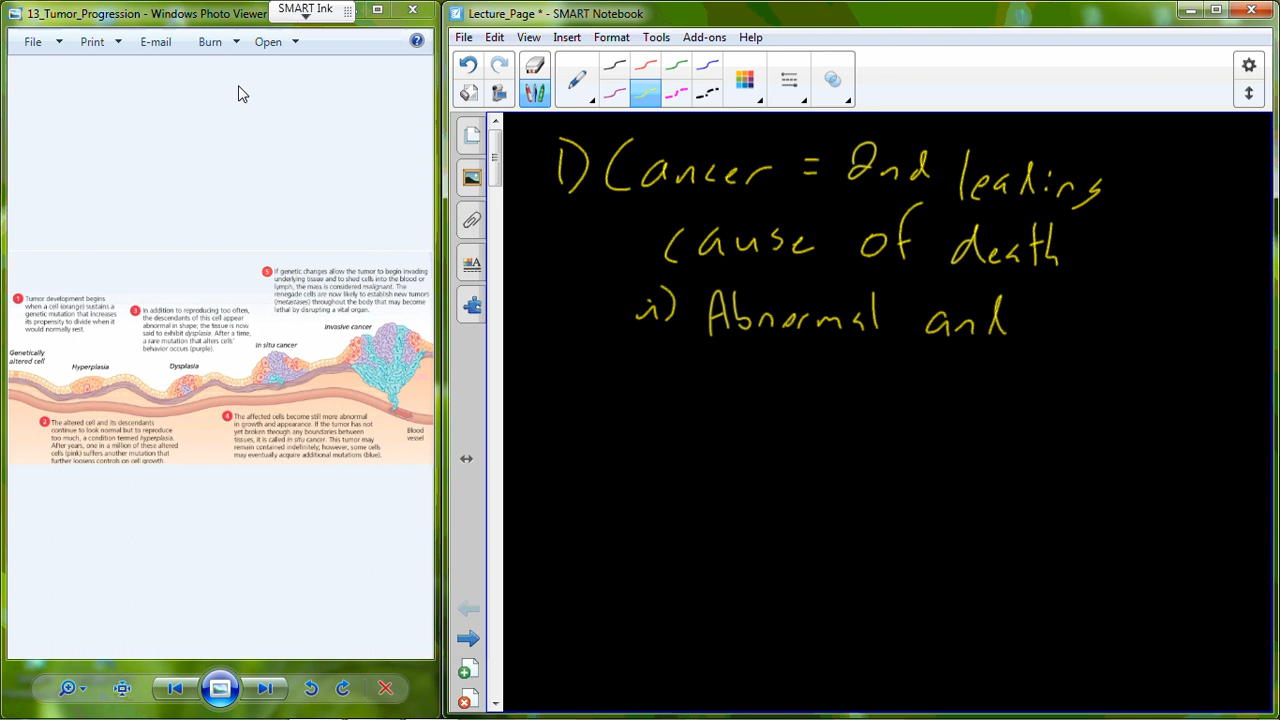 13_Tumor_Progression - Windows Photo Viewer
SMART Ink
File Print E-mail Burn Open
1 Tumor development begins
when a cell (orange) sustains a
genetic mutation that increases
its propensity to divide when it
would normally rest.
3 In addition to reproducing too often,
the descendants of this cell appear
abnormal in shape; the tissue is now
said to exhibit dysplasia. After a time,
a rare mutation that alters cells'
behavior occurs (purple).
5 If genetic changes allow the tumor to begin invading
underlying tissue and to shed cells into the blood or
lymph, the mass is considered malignant. The
renegade cells are now likely to establish new tumors
(metastases) throughout the body that may become
lethal by disrupting a vital organ.
Genetically
altered cell
Hyperplasia
Dysplasia
In situ cancer
Invasive cancer
2 The altered cell and its descendants
continue to look normal but to reproduce
too much, a condition termed hyperplasia.
After years, one in a million of these altered
cells (pink) suffers another mutation that
further loosens controls on cell growth.
4 The affected cells become still more abnormal
in growth and appearance. If the tumor has not
yet broken through any boundaries between
tissues, it is called in situ cancer. This tumor may
remain contained indefinitely; however, some cells
may eventually acquire additional mutations (blue).
Blood
vessel
Lecture_Page * - SMART Notebook
File Edit View Insert Format Tools Add-ons Help
1) Cancer = 2nd leading
cause of death
i) Abnormal and